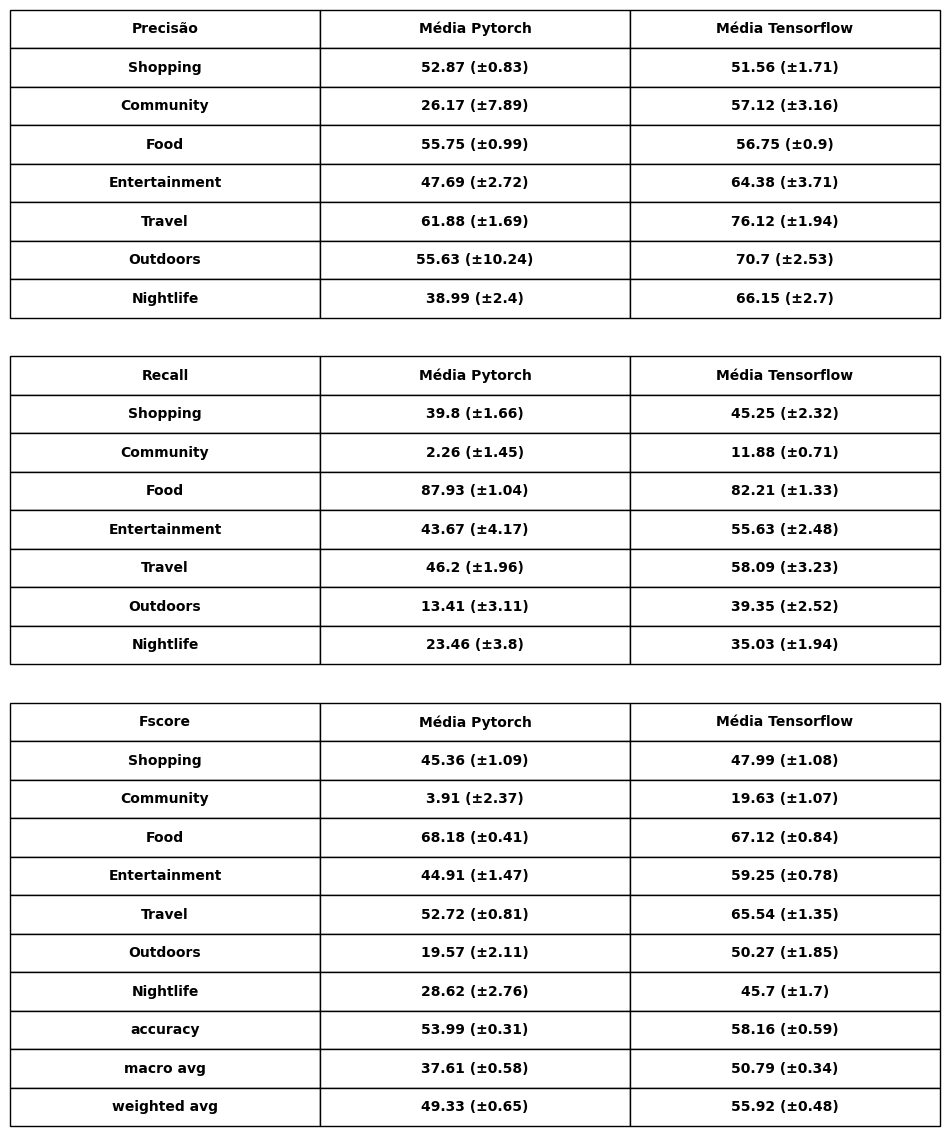 Precisão Média Pytorch Média Tensorflow
Shopping 52.87 (±0.83) 51.56 (±1.71)
Community 26.17 (±7.89) 57.12 (±3.16)
Food 55.75 (±0.99) 56.75 (±0.9)
Entertainment 47.69 (±2.72) 64.38 (±3.71)
Travel 61.88 (±1.69) 76.12 (±1.94)
Outdoors 55.63 (±10.24) 70.7 (±2.53)
Nightlife 38.99 (±2.4) 66.15 (±2.7)
Recall Média Pytorch Média Tensorflow
Shopping 39.8 (±1.66) 45.25 (±2.32)
Community 2.26 (±1.45) 11.88 (±0.71)
Food 87.93 (±1.04) 82.21 (±1.33)
Entertainment 43.67 (±4.17) 55.63 (±2.48)
Travel 46.2 (±1.96) 58.09 (±3.23)
Outdoors 13.41 (±3.11) 39.35 (±2.52)
Nightlife 23.46 (±3.8) 35.03 (±1.94)
Fscore Média Pytorch Média Tensorflow
Shopping 45.36 (±1.09) 47.99 (±1.08)
Community 3.91 (±2.37) 19.63 (±1.07)
Food 68.18 (±0.41) 67.12 (±0.84)
Entertainment 44.91 (±1.47) 59.25 (±0.78)
Travel 52.72 (±0.81) 65.54 (±1.35)
Outdoors 19.57 (±2.11) 50.27 (±1.85)
Nightlife 28.62 (±2.76) 45.7 (±1.7)
accuracy 53.99 (±0.31) 58.16 (±0.59)
macro avg 37.61 (±0.58) 50.79 (±0.34)
weighted avg 49.33 (±0.65) 55.92 (±0.48)